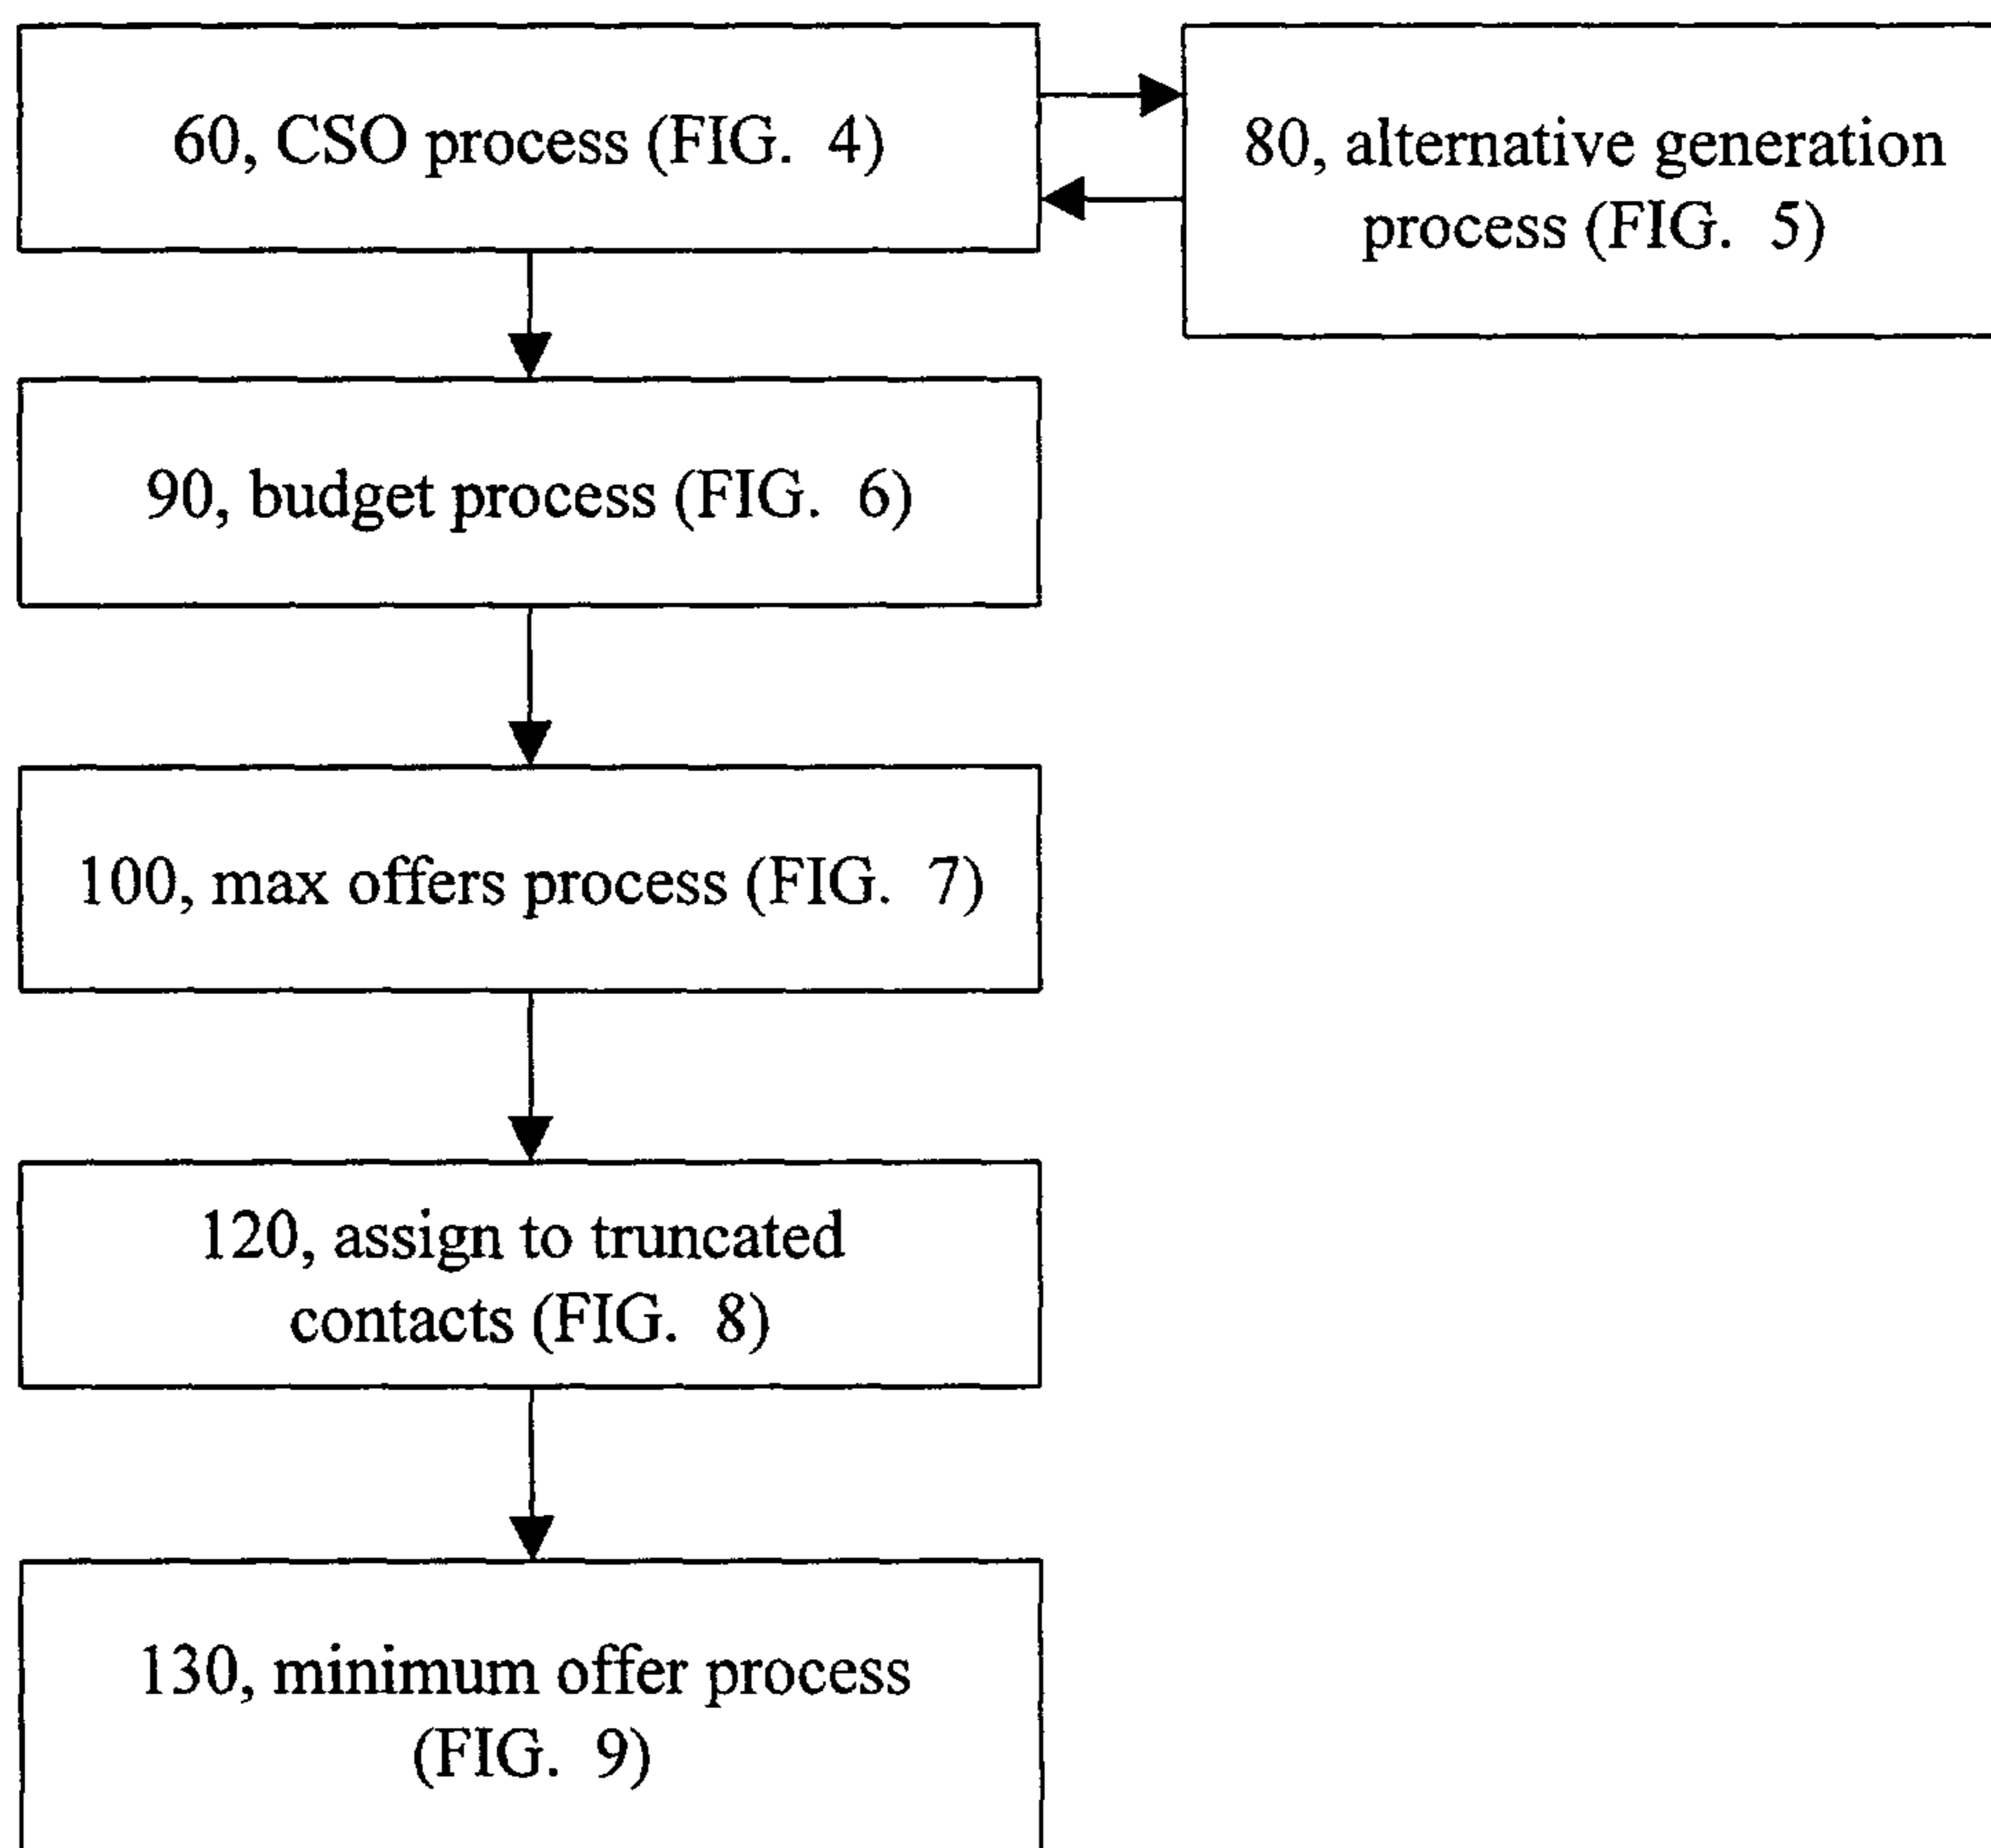 60, CSO process (FIG. 4)
80, alternative generation
process (FIG. 5)
90, budget process (FIG. 6)
100, max offers process (FIG. 7)
120, assign to truncated
contacts (FIG. 8)
130, minimum offer process
(FIG. 9)